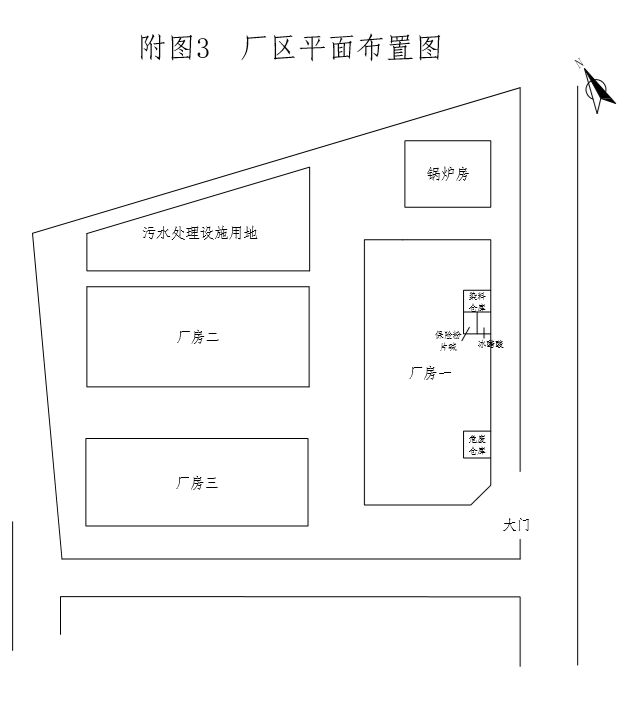 附图3 厂区平面布置图
N
锅炉房
污水处理设施用地
染料
仓库
厂房二
保险粉
片碱
冰醋酸
厂房一
危废
仓库
厂房三
大门